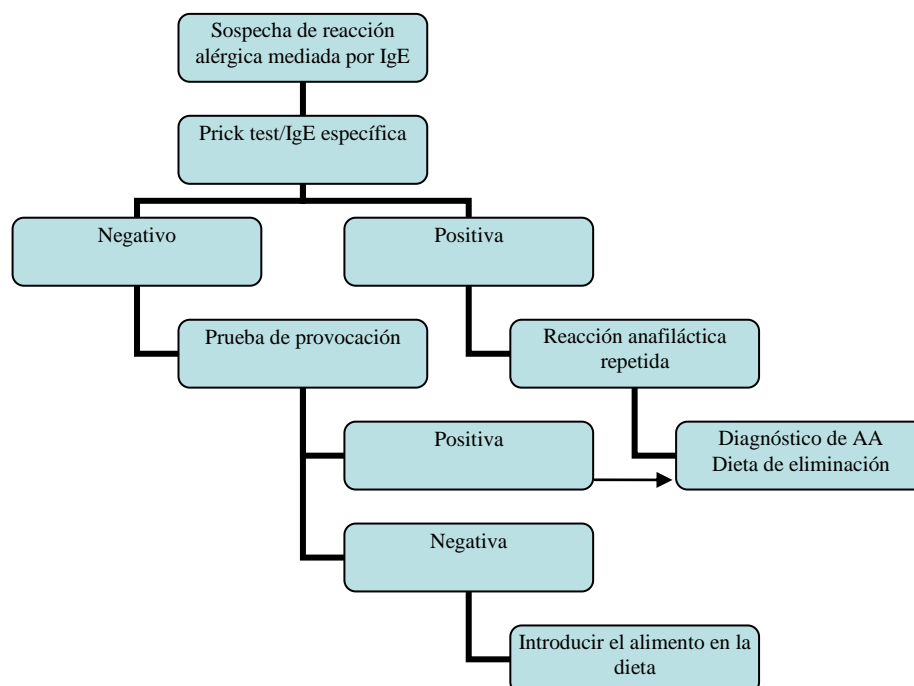 Sospecha de reacción
alérgica mediada por IgE
Prick test/IgE específica
Negativo
Positiva
Prueba de provocación
Reacción anafiláctica
repetida
Positiva
Diagnóstico de AA
Dieta de eliminación
Negativa
Introducir el alimento en la
dieta